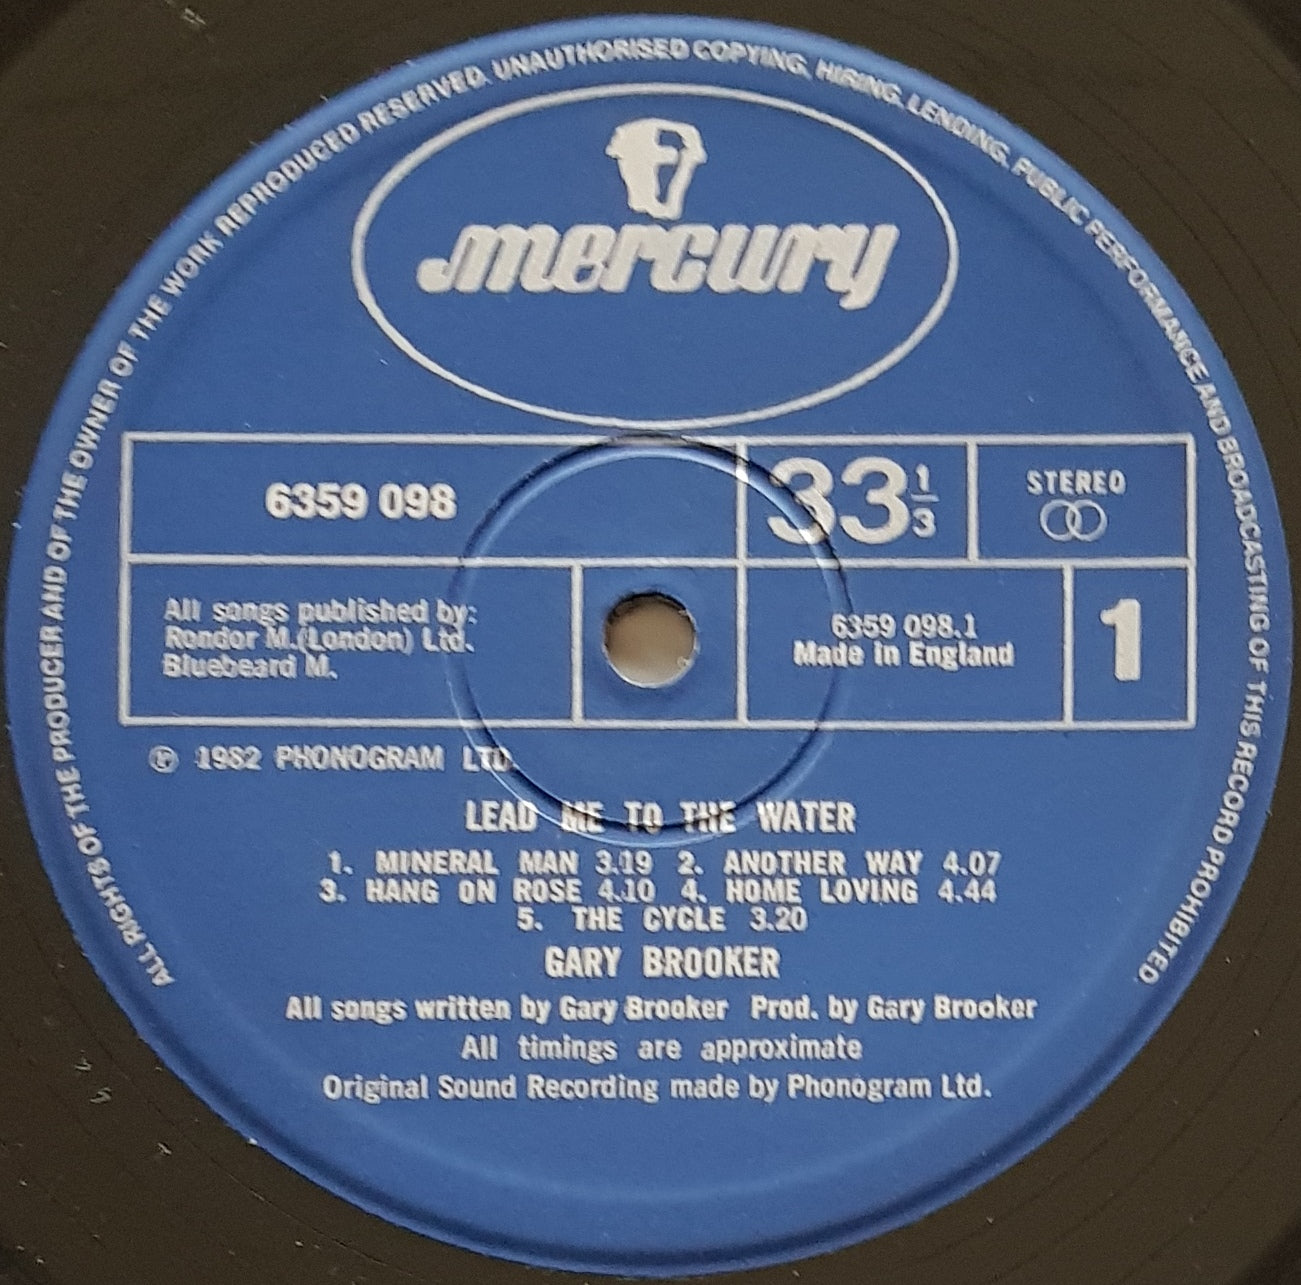 ALL RIGHTS OF THE PRODUCER AND OF THE OWNER OF THE WORK REPRODUCED RESERVED. UNAUTHORISED COPYING, HIRING, LENDING, PUBLIC PERFORMANCE AND BROADCASTING OF THIS RECORD PROHIBITED.
mercury
6359 098
33 1/3
STEREO
All songs published by:
Rondor M.(London) Ltd.
Bluebeard M.
6359 098.1
Made in England
1
℗ 1982 PHONOGRAM LTD.
LEAD ME TO THE WATER
1. MINERAL MAN 3.19 2. ANOTHER WAY 4.07
3. HANG ON ROSE 4.10 4. HOME LOVING 4.44
5. THE CYCLE 3.20
GARY BROOKER
All songs written by Gary Brooker Prod. by Gary Brooker
All timings are approximate
Original Sound Recording made by Phonogram Ltd.